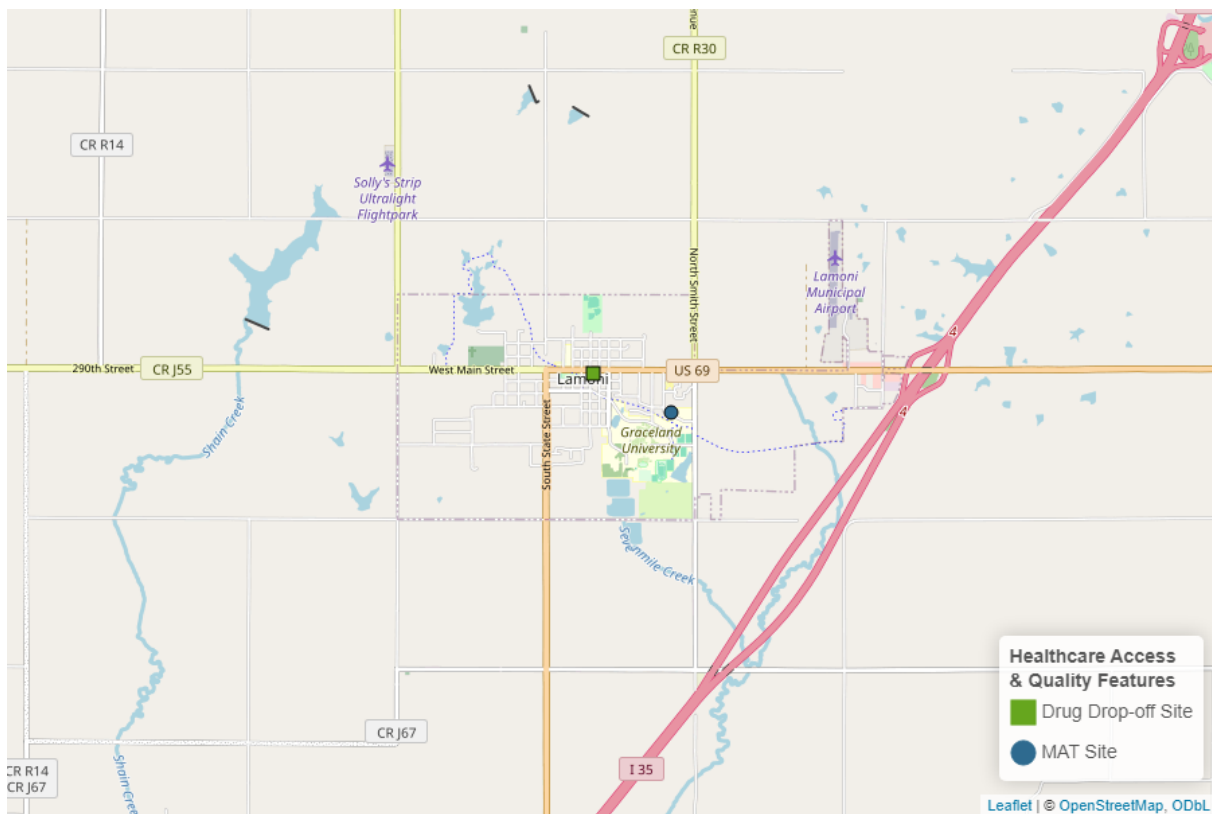 CR R30
CR R14
Solly's Strip
Ultralight
Flightpark
North Smith Street
Lamoni
Municipal
Airport
4
290th Street
CR J55
West Main Street
US 69
Lamoni
4
Shain Creek
Graceland
University
South State Street
Sevenmile Creek
Healthcare Access
& Quality Features
Drug Drop-off Site
MAT Site
CR J67
I 35
CR R14
CR J67
Shain Creek
Leaflet | © OpenStreetMap, ODbL